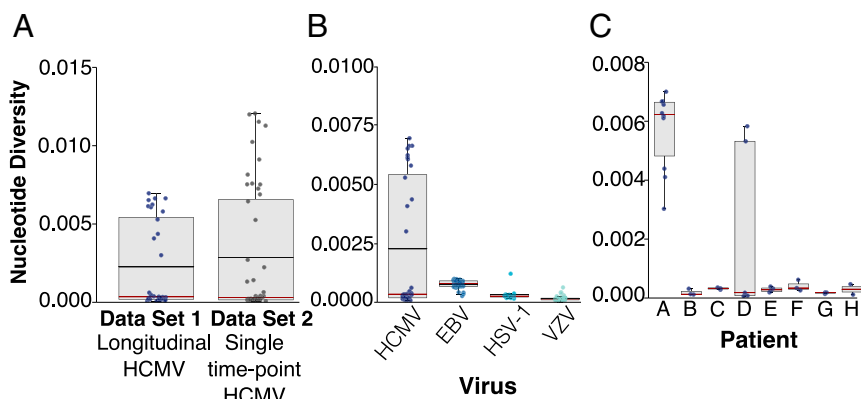 A
Nucleotide Diversity
0.015
0.010
0.005
0.000
Data Set 1
Longitudinal
HCMV
Data Set 2
Single
time-point
HCMV
B
0.0100
0.0075
0.0050
0.0025
0.0000
HCMV
EBV
HSV-1
VZV
Virus
C
0.008
0.006
0.004
0.002
0.000
A B C D E F G H
Patient